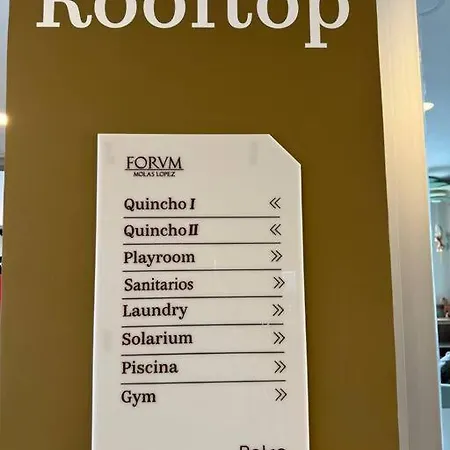 Rooftop
FORVM
MOLAS LOPEZ
Quincho I «
Quincho II «
Playroom »
Sanitarios »
Laundry »
Solarium »
Piscina »
Gym »